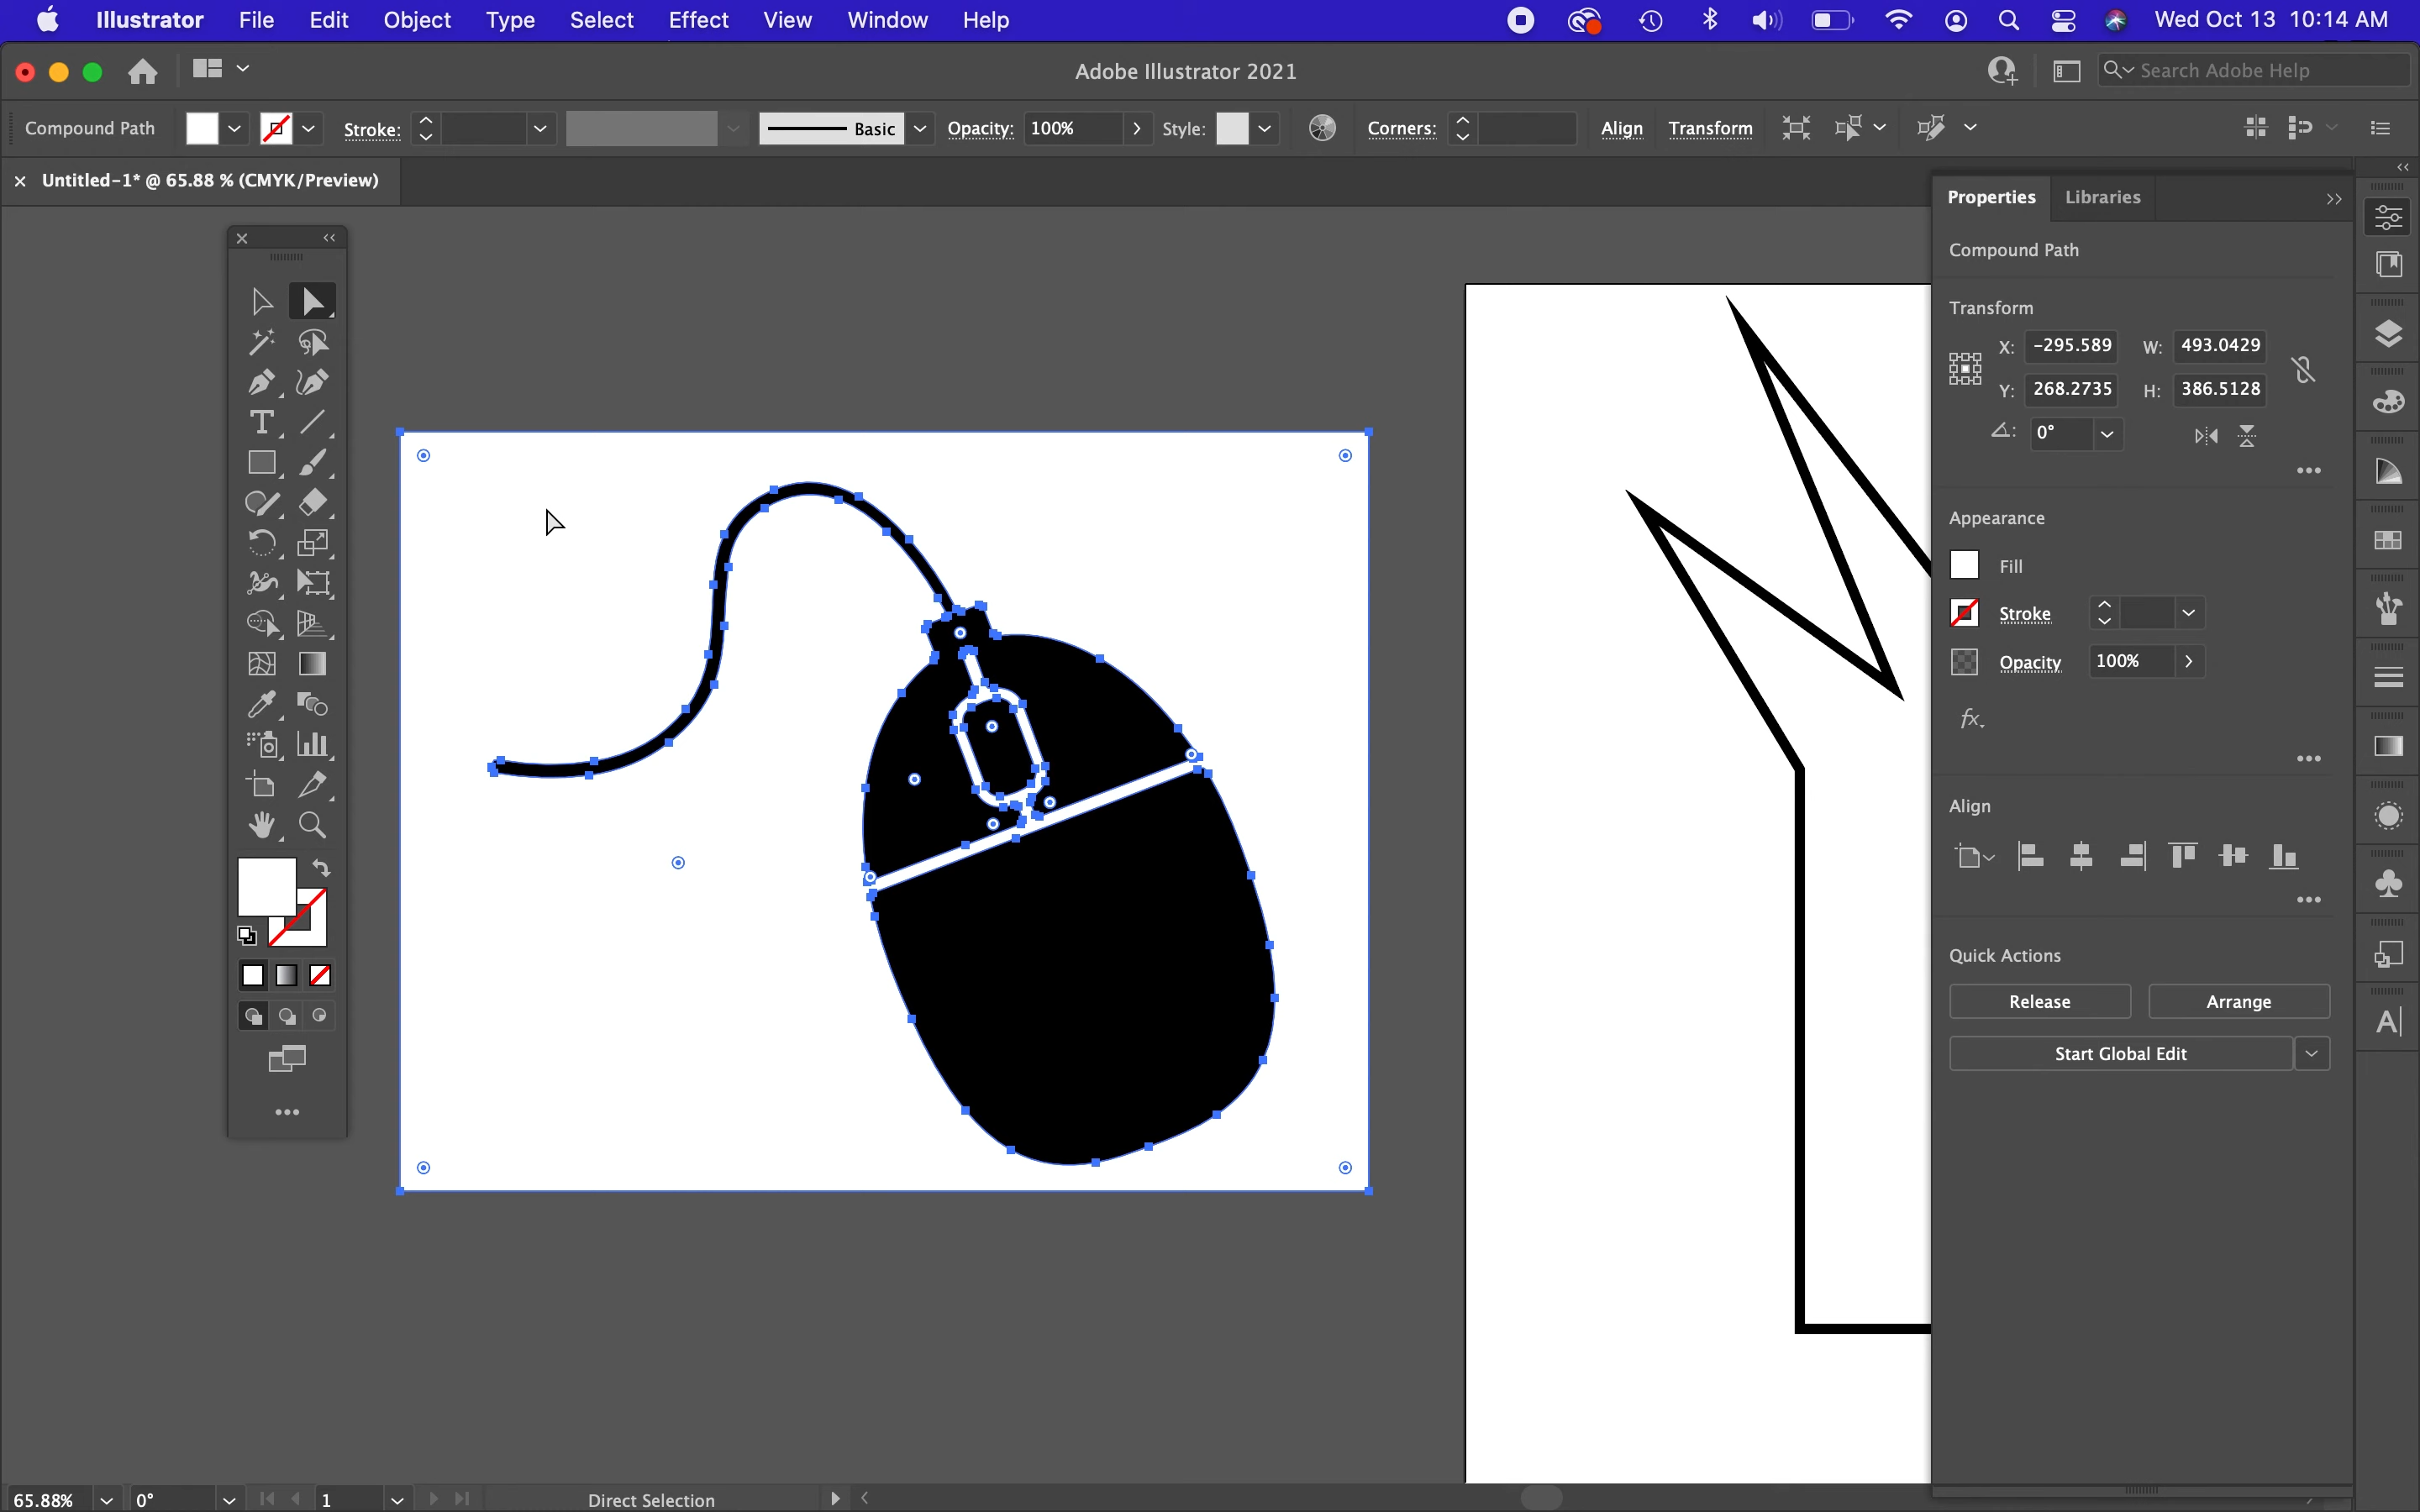 Illustrator File Edit Object Type Select Effect View Window Help Wed Oct 13 10:14 AM
Adobe Illustrator 2021 Search Adobe Help
Compound Path Stroke: Basic Opacity: 100% Style: Corners: Align Transform
Untitled-1* @ 65.88 % (CMYK/Preview)
Properties Libraries
Compound Path
Transform
X: -295.589 W: 493.0429
Y: 268.2735 H: 386.5128
0°
Appearance
Fill
Stroke
Opacity 100%
fx
Align
Quick Actions
Release Arrange
Start Global Edit
65.88% 0° 1 Direct Selection